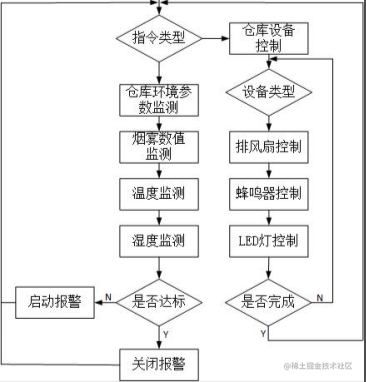 指令类型
仓库设备
控制
仓库环境参
数监测
设备类型
烟雾数值
监测
排风扇控制
温度监测
蜂鸣器控制
湿度监测
LED灯控制
启动报警
N
是否达标
是否完成
N
Y
Y
关闭报警
@稀土掘金技术社区